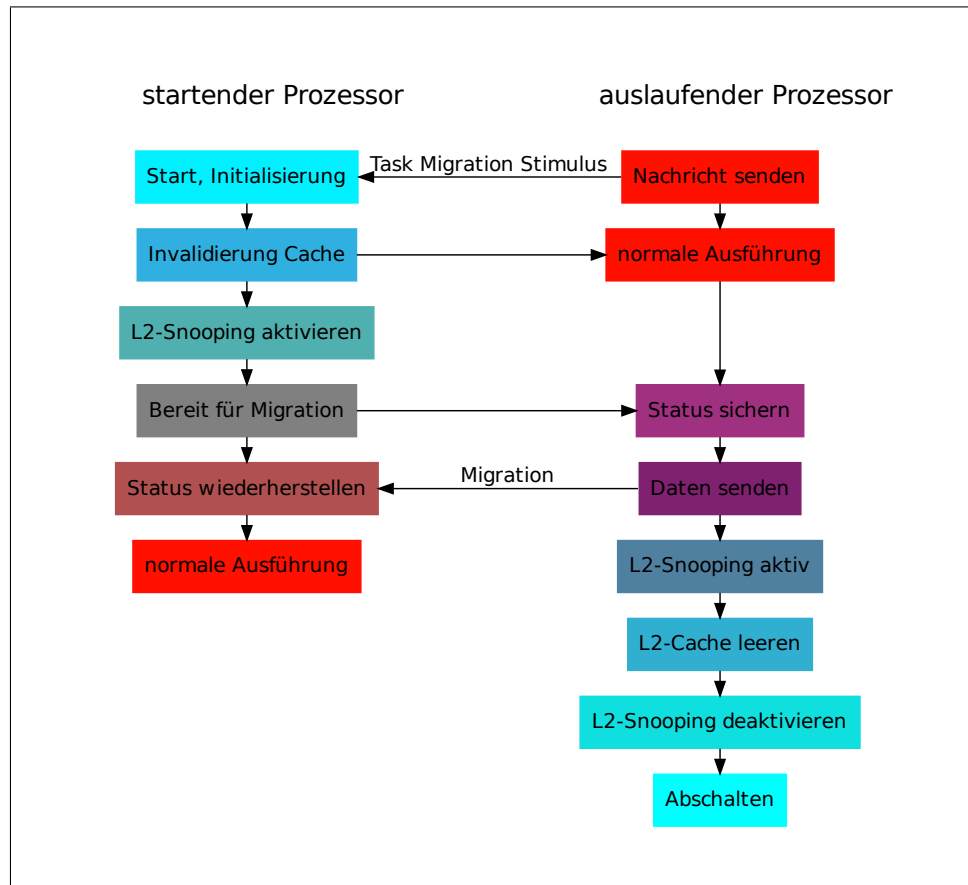 startender Prozessor
auslaufender Prozessor
Start, Initialisierung
Task Migration Stimulus
Nachricht senden
Invalidierung Cache
normale Ausführung
L2-Snooping aktivieren
Bereit für Migration
Status sichern
Status wiederherstellen
Migration
Daten senden
normale Ausführung
L2-Snooping aktiv
L2-Cache leeren
L2-Snooping deaktivieren
Abschalten